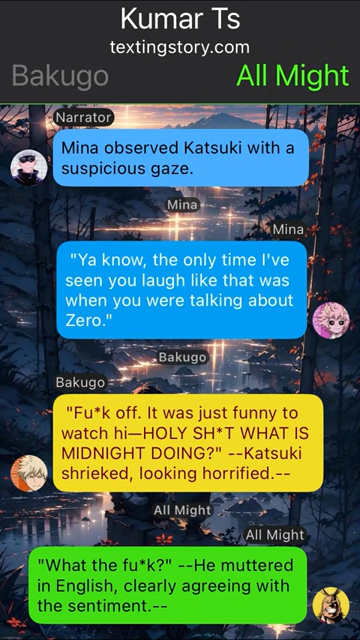 Kumar Ts
textingstory.com
Bakugo
All Might
Narrator
Mina observed Katsuki with a
suspicious gaze.
Mina
Mina
"Ya know, the only time I've
seen you laugh like that was
when you were talking about
Zero."
Bakugo
Bakugo
"Fu*k off. It was just funny to
watch hi—HOLY SH*T WHAT IS
MIDNIGHT DOING?" --Katsuki
shrieked, looking horrified.--
All Might
All Might
"What the fu*k?" --He muttered
in English, clearly agreeing with
the sentiment.--